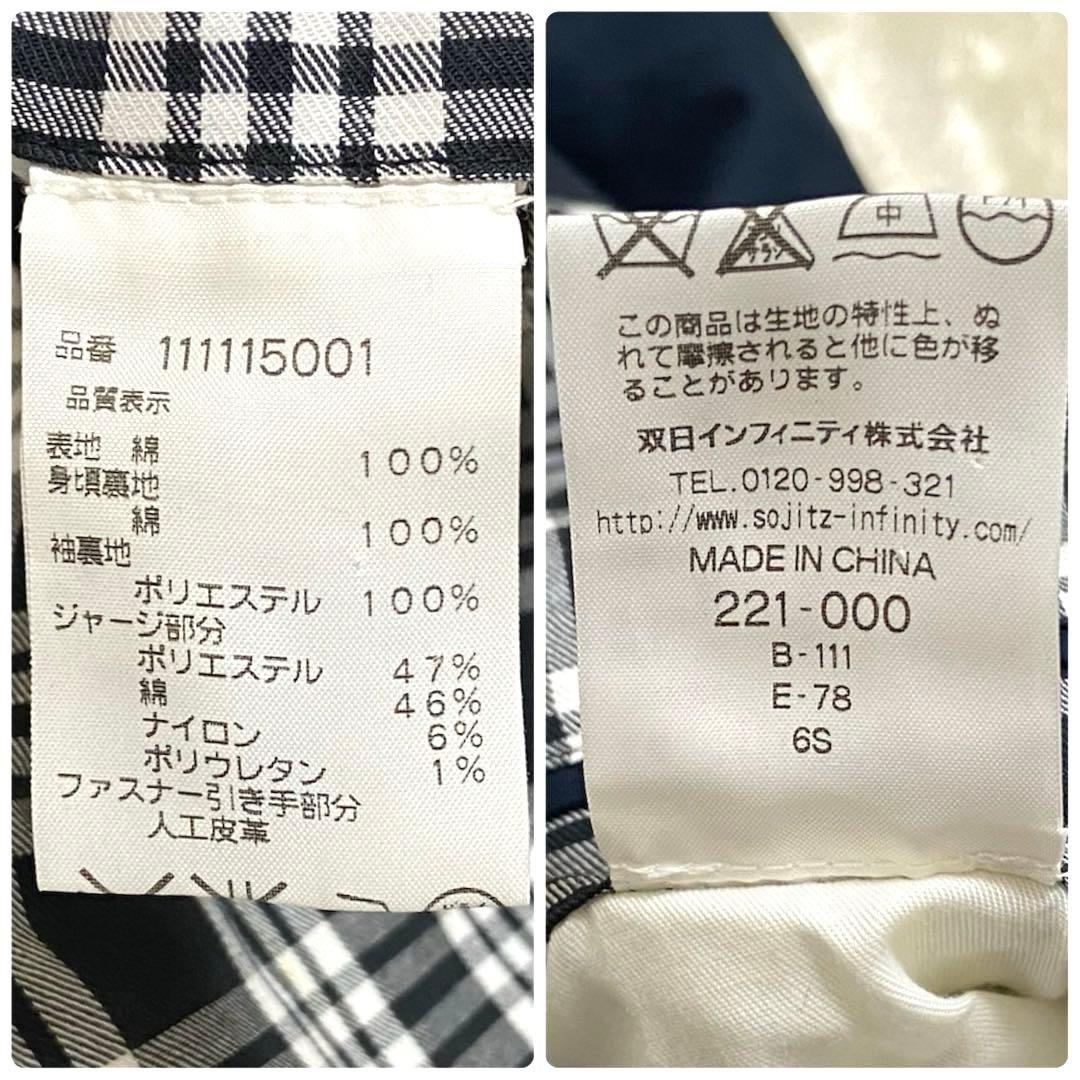 品番 111115001
品質表示
表地 綿 100%
身頃裏地
綿 100%
袖裏地
ポリエステル 100%
ジャージ部分
ポリエステル 47%
綿 46%
ナイロン 6%
ポリウレタン 1%
ファスナー引き手部分
人工皮革
中
この商品は生地の特性上、ぬ
れて摩擦されると他に色が移
ることがあります。
双日インフィニティ株式会社
TEL.0120-998-321
http://www.sojitz-infinity.com/
MADE IN CHINA
221-000
B-111
E-78
6S